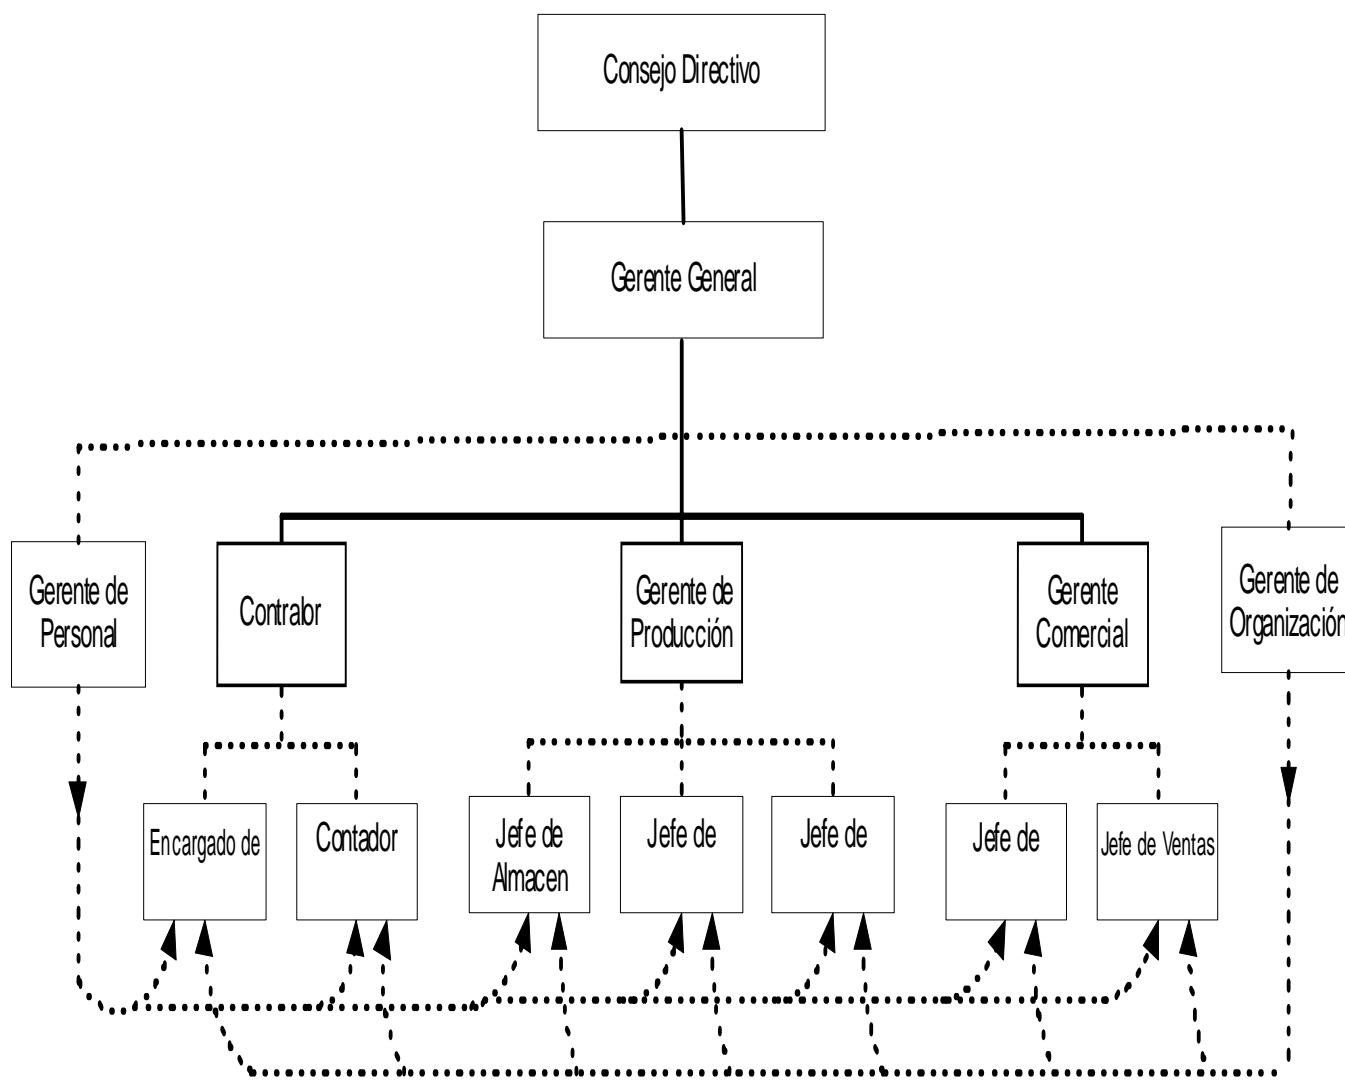 Consejo Directivo
Gerente General
Gerente de
Personal
Contralor
Gerente de
Producción
Gerente
Comercial
Gerente de
Organización
Encargado de
Contador
Jefe de
Almacen
Jefe de
Jefe de
Jefe de
Jefe de Ventas